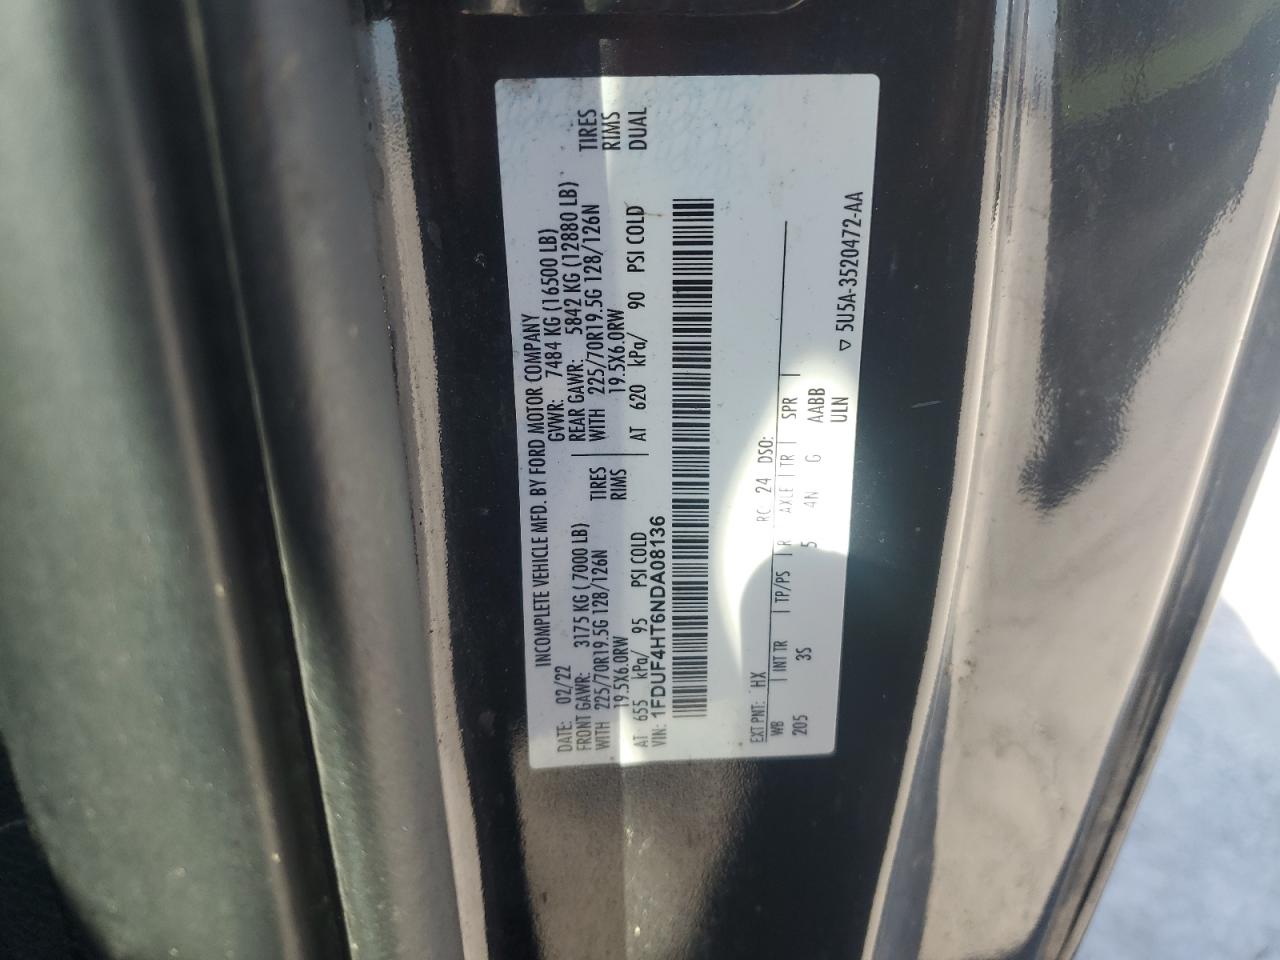 INCOMPLETE VEHICLE MFD. BY FORD MOTOR COMPANY
DATE: 02/22 GVWR: 7484 KG (16500 LB)
FRONT GAWR: 3175 KG (7000 LB) REAR GAWR: 5842 KG (12880 LB)
WITH 225/70R19.5G 128/126N TIRES WITH 225/70R19.5G 128/126N TIRES
19.5X6.0RW RIMS 19.5X6.0RW RIMS
AT 655 kPa/ 95 PSI COLD AT 620 kPa/ 90 PSI COLD DUAL
VIN: 1FDUF4HT6NDA08136
EXT PNT: HX RC: 24 DSO:
WB INT TR TP/PS R AXLE TR SPR
205 3S 5 4N G AABB
ULN
▽ 5U5A-3520472-AA